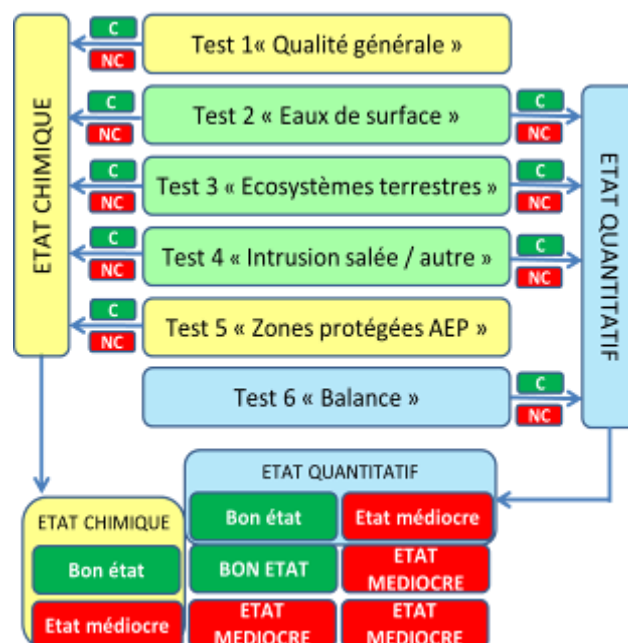 C
Test 1« Qualité générale »
NC
ETAT CHIMIQUE
C
Test 2 « Eaux de surface »
C
NC
NC
C
Test 3 « Ecosystèmes terrestres »
C
NC
NC
ETAT QUANTITATIF
C
Test 4 « Intrusion salée / autre »
C
NC
NC
C
Test 5 « Zones protégées AEP »
NC
Test 6 « Balance »
C
NC
ETAT QUANTITATIF
ETAT CHIMIQUE
Bon état
Etat médiocre
Bon état
BON ETAT
ETAT
MEDIOCRE
Etat médiocre
ETAT
MEDIOCRE
ETAT
MEDIOCRE